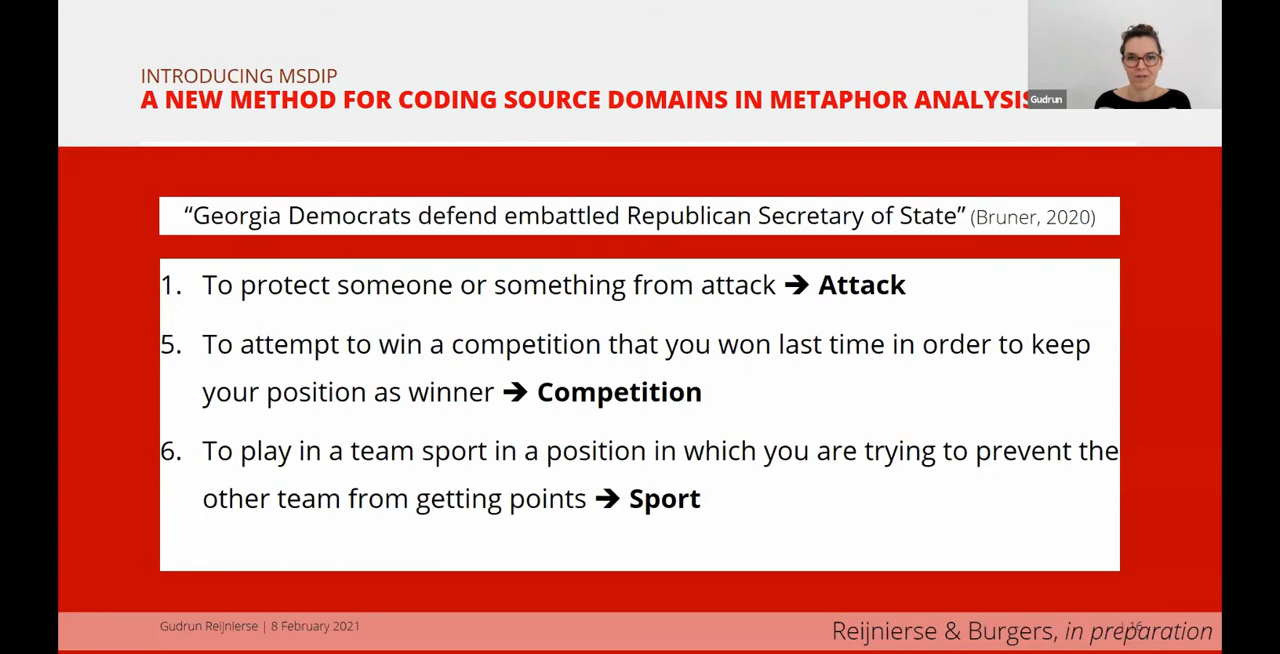 INTRODUCING MSDIP
A NEW METHOD FOR CODING SOURCE DOMAINS IN METAPHOR ANALYSIS
Gudrun
“Georgia Democrats defend embattled Republican Secretary of State” (Bruner, 2020)
1. To protect someone or something from attack ➔ Attack
5. To attempt to win a competition that you won last time in order to keep
your position as winner ➔ Competition
6. To play in a team sport in a position in which you are trying to prevent the
other team from getting points ➔ Sport
Gudrun Reijnierse | 8 February 2021
| 16
Reijnierse & Burgers, in preparation